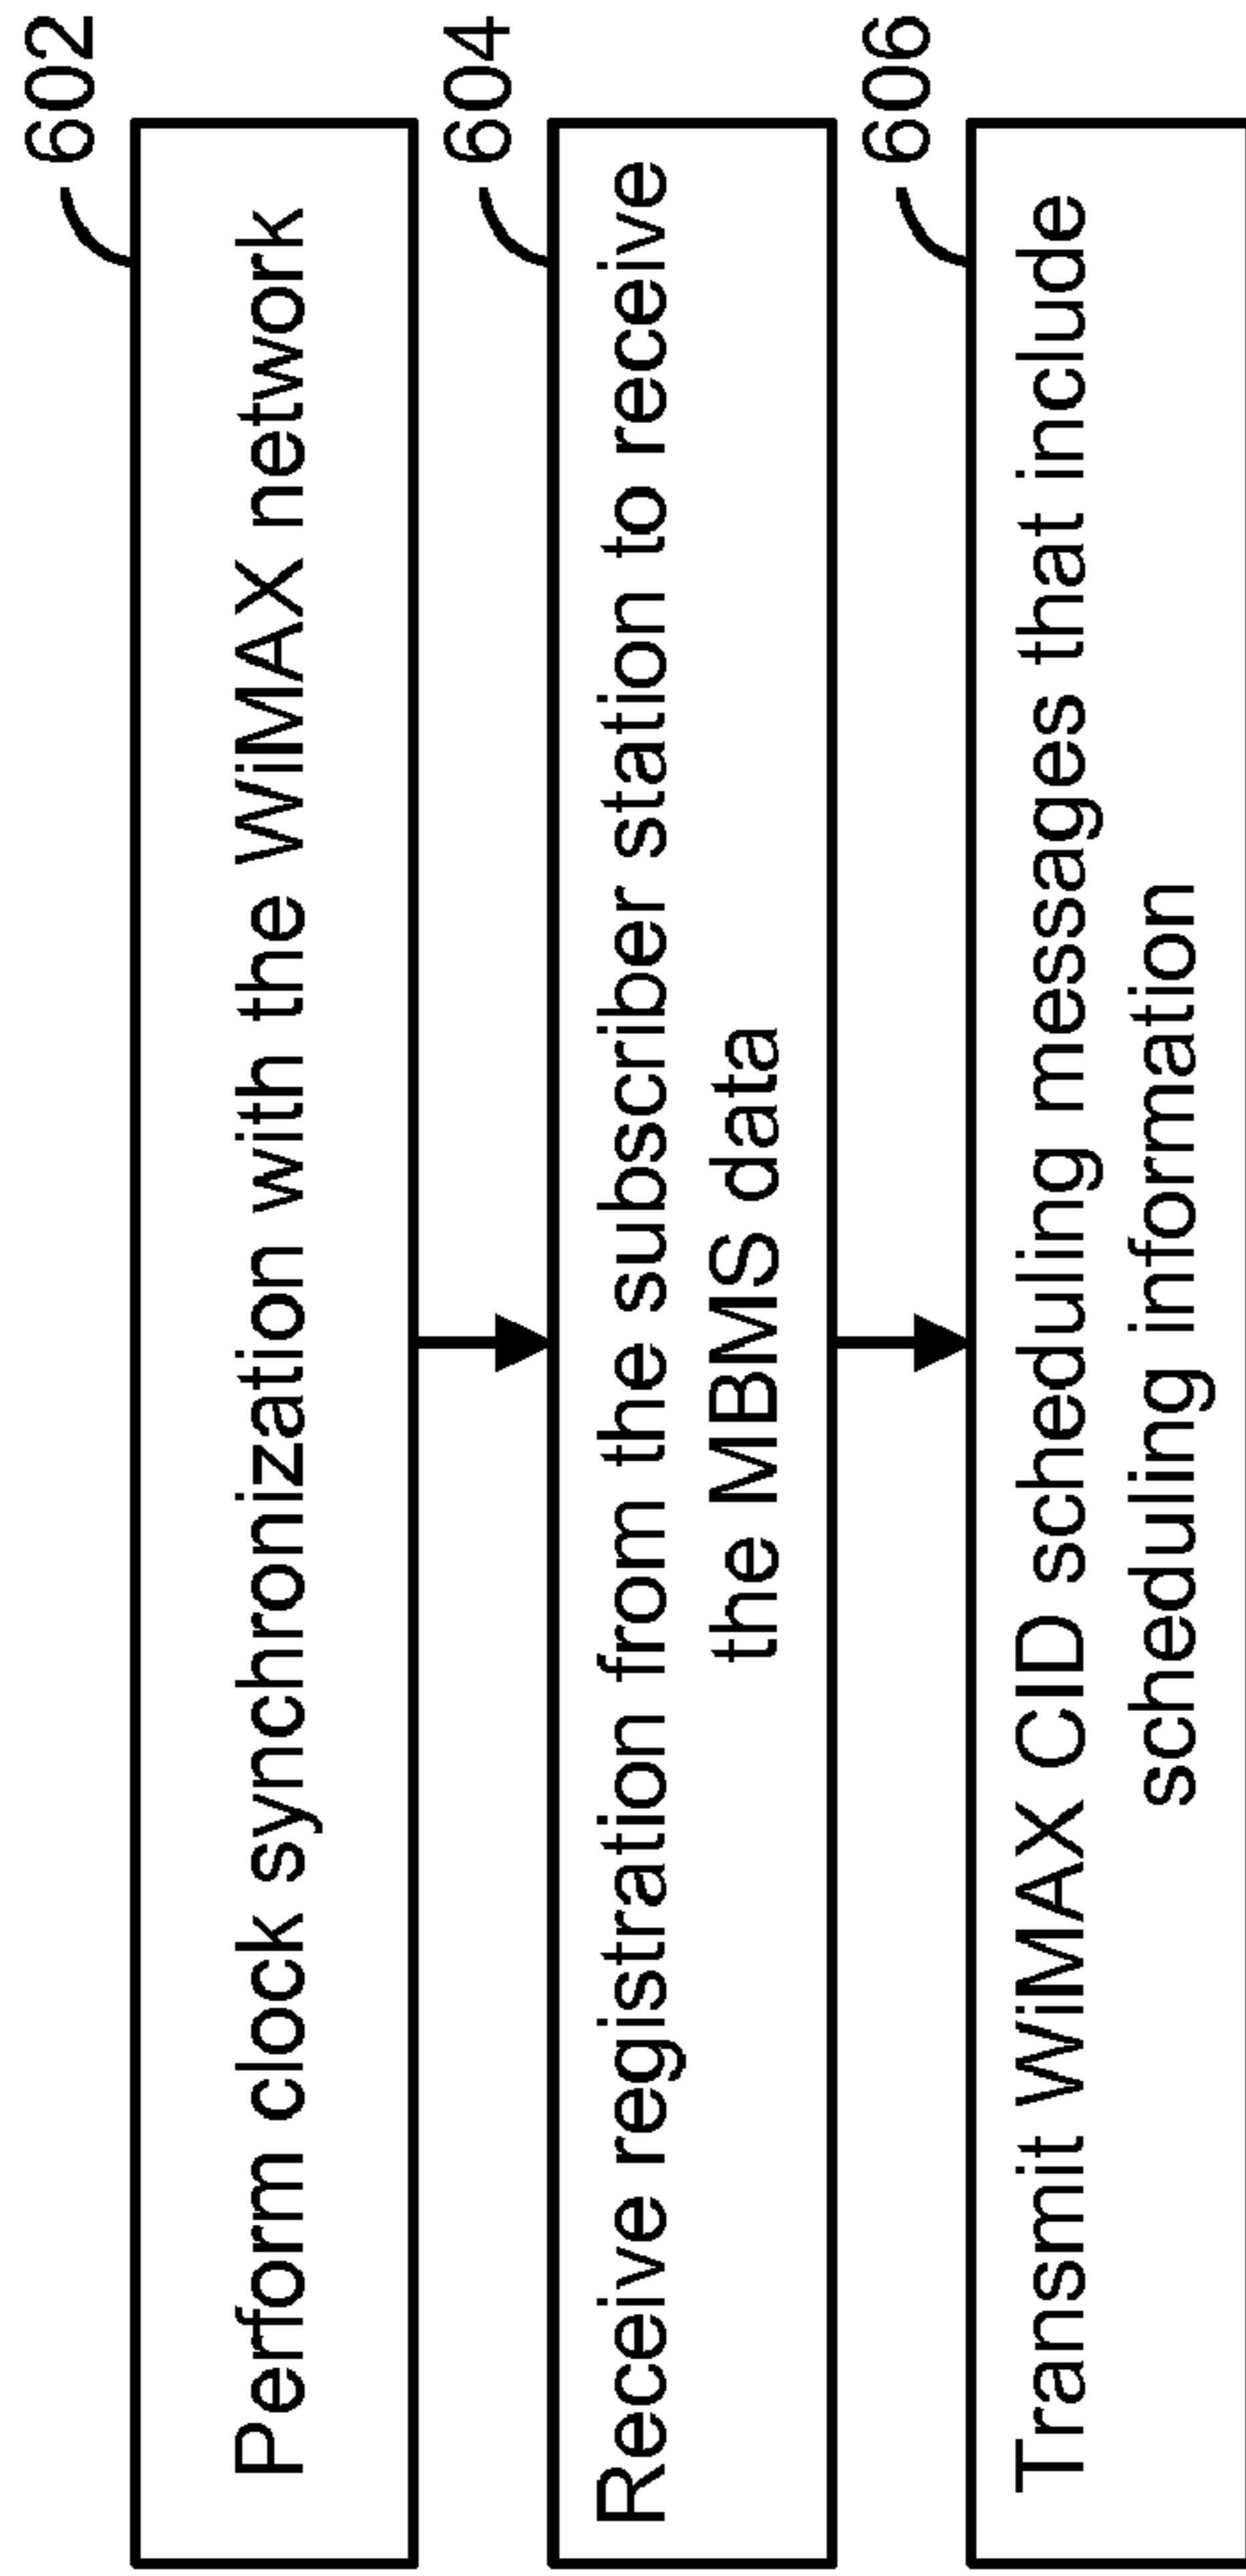 602
Perform clock synchronization with the WiMAX network
604
Receive registration from the subscriber station to receive
the MBMS data
606
Transmit WiMAX CID scheduling messages that include
scheduling information